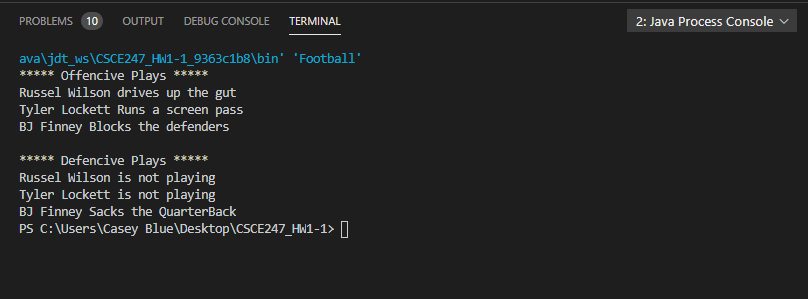 PROBLEMS 10 OUTPUT DEBUG CONSOLE TERMINAL 2: Java Process Console
ava\jdt_ws\CSCE247_HW1-1_9363c1b8\bin' 'Football'
***** Offencive Plays *****
Russel Wilson drives up the gut
Tyler Lockett Runs a screen pass
BJ Finney Blocks the defenders
***** Defencive Plays *****
Russel Wilson is not playing
Tyler Lockett is not playing
BJ Finney Sacks the QuarterBack
PS C:\Users\Casey Blue\Desktop\CSCE247_HW1-1>